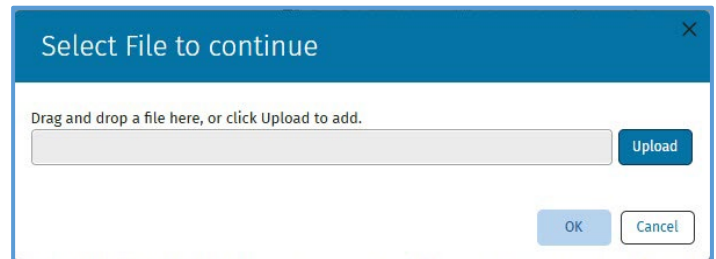 Select File to continue
Drag and drop a file here, or click Upload to add.
Upload
OK
Cancel